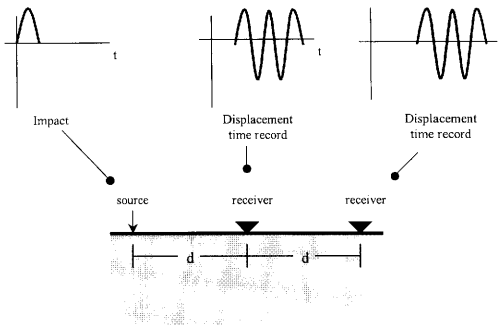 t
t
Impact
Displacement
time record
Displacement
time record
source
receiver
receiver
d
d